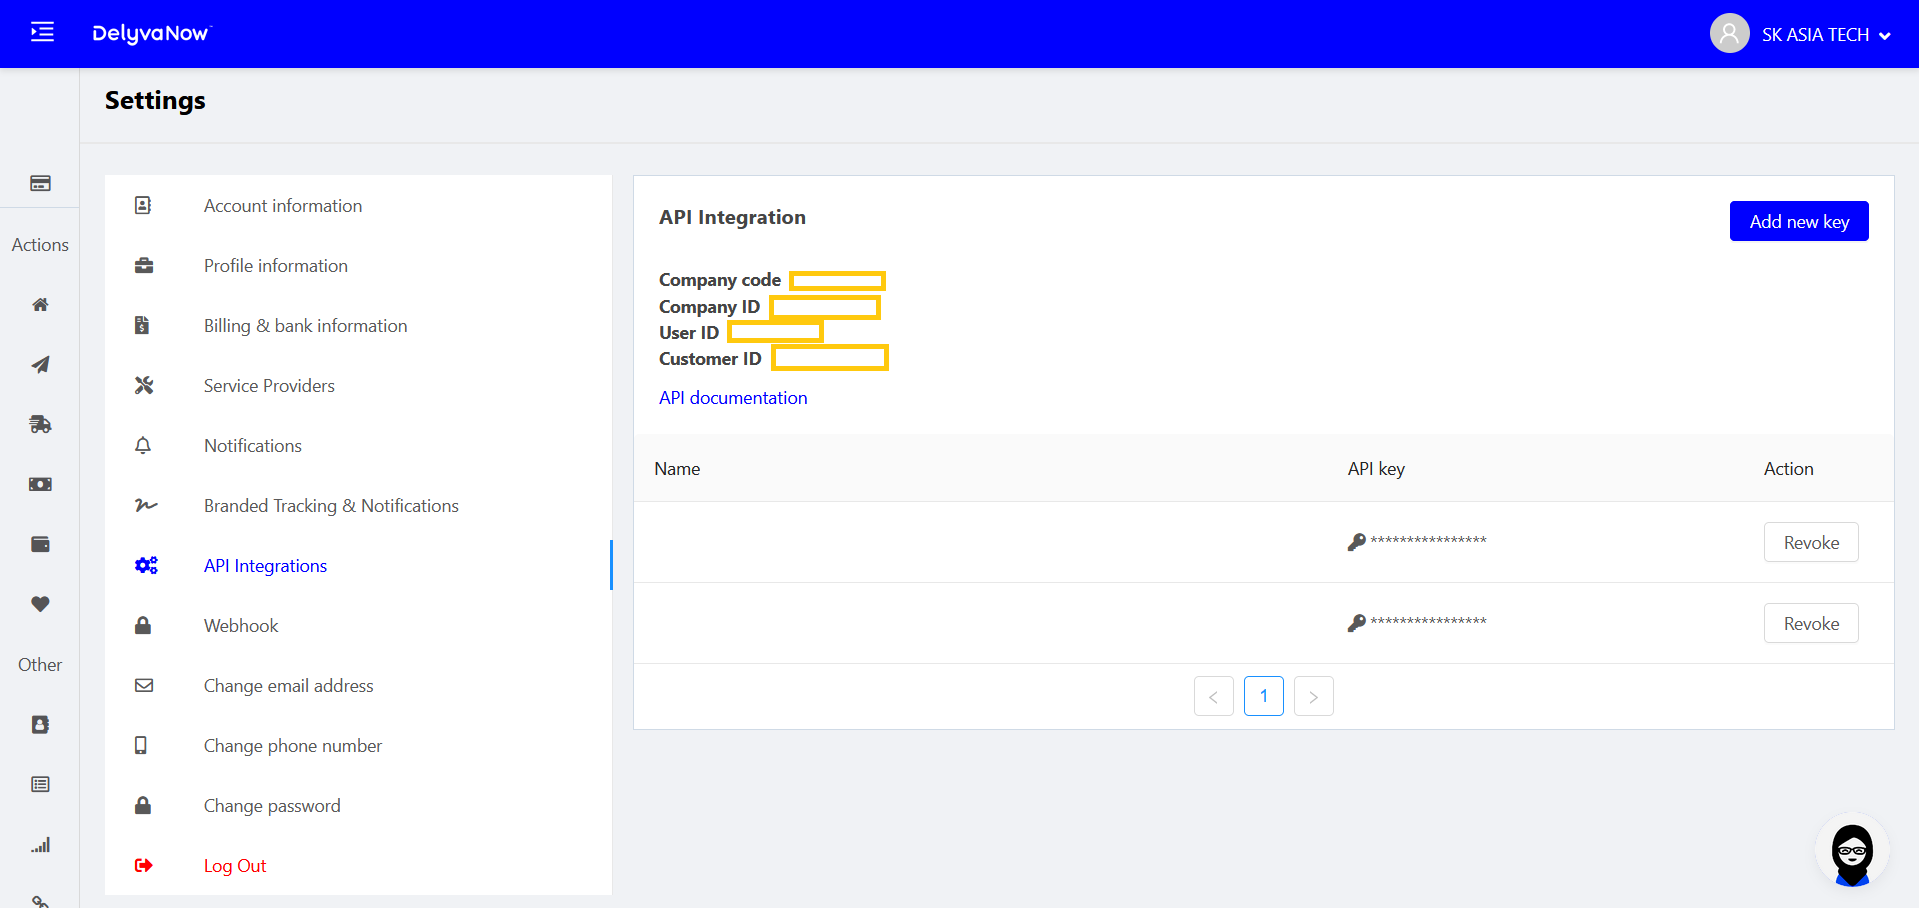 DelyvaNow
SK ASIA TECH
Settings
Actions
Other
Account information
Profile information
Billing & bank information
Service Providers
Notifications
Branded Tracking & Notifications
API Integrations
Webhook
Change email address
Change phone number
Change password
Log Out
API Integration
Add new key
Company code
Company ID
User ID
Customer ID
API documentation
Name API key Action
**************** Revoke
**************** Revoke
< 1 >